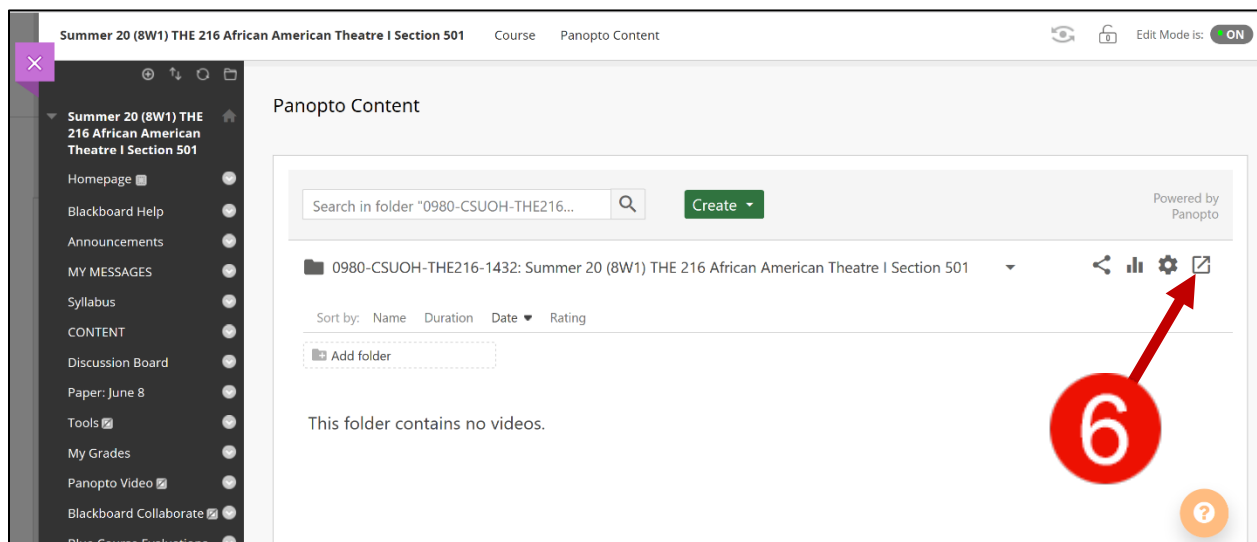 Summer 20 (8W1) THE 216 African American Theatre I Section 501 Course Panopto Content Edit Mode is: ON
Summer 20 (8W1) THE
216 African American
Theatre I Section 501
Homepage
Blackboard Help
Announcements
MY MESSAGES
Syllabus
CONTENT
Discussion Board
Paper: June 8
Tools
My Grades
Panopto Video
Blackboard Collaborate
Blue Course Evaluations
Panopto Content
Search in folder "0980-CSUOH-THE216...
Create
Powered by
Panopto
0980-CSUOH-THE216-1432: Summer 20 (8W1) THE 216 African American Theatre I Section 501
Sort by: Name Duration Date Rating
Add folder
This folder contains no videos.
6
?